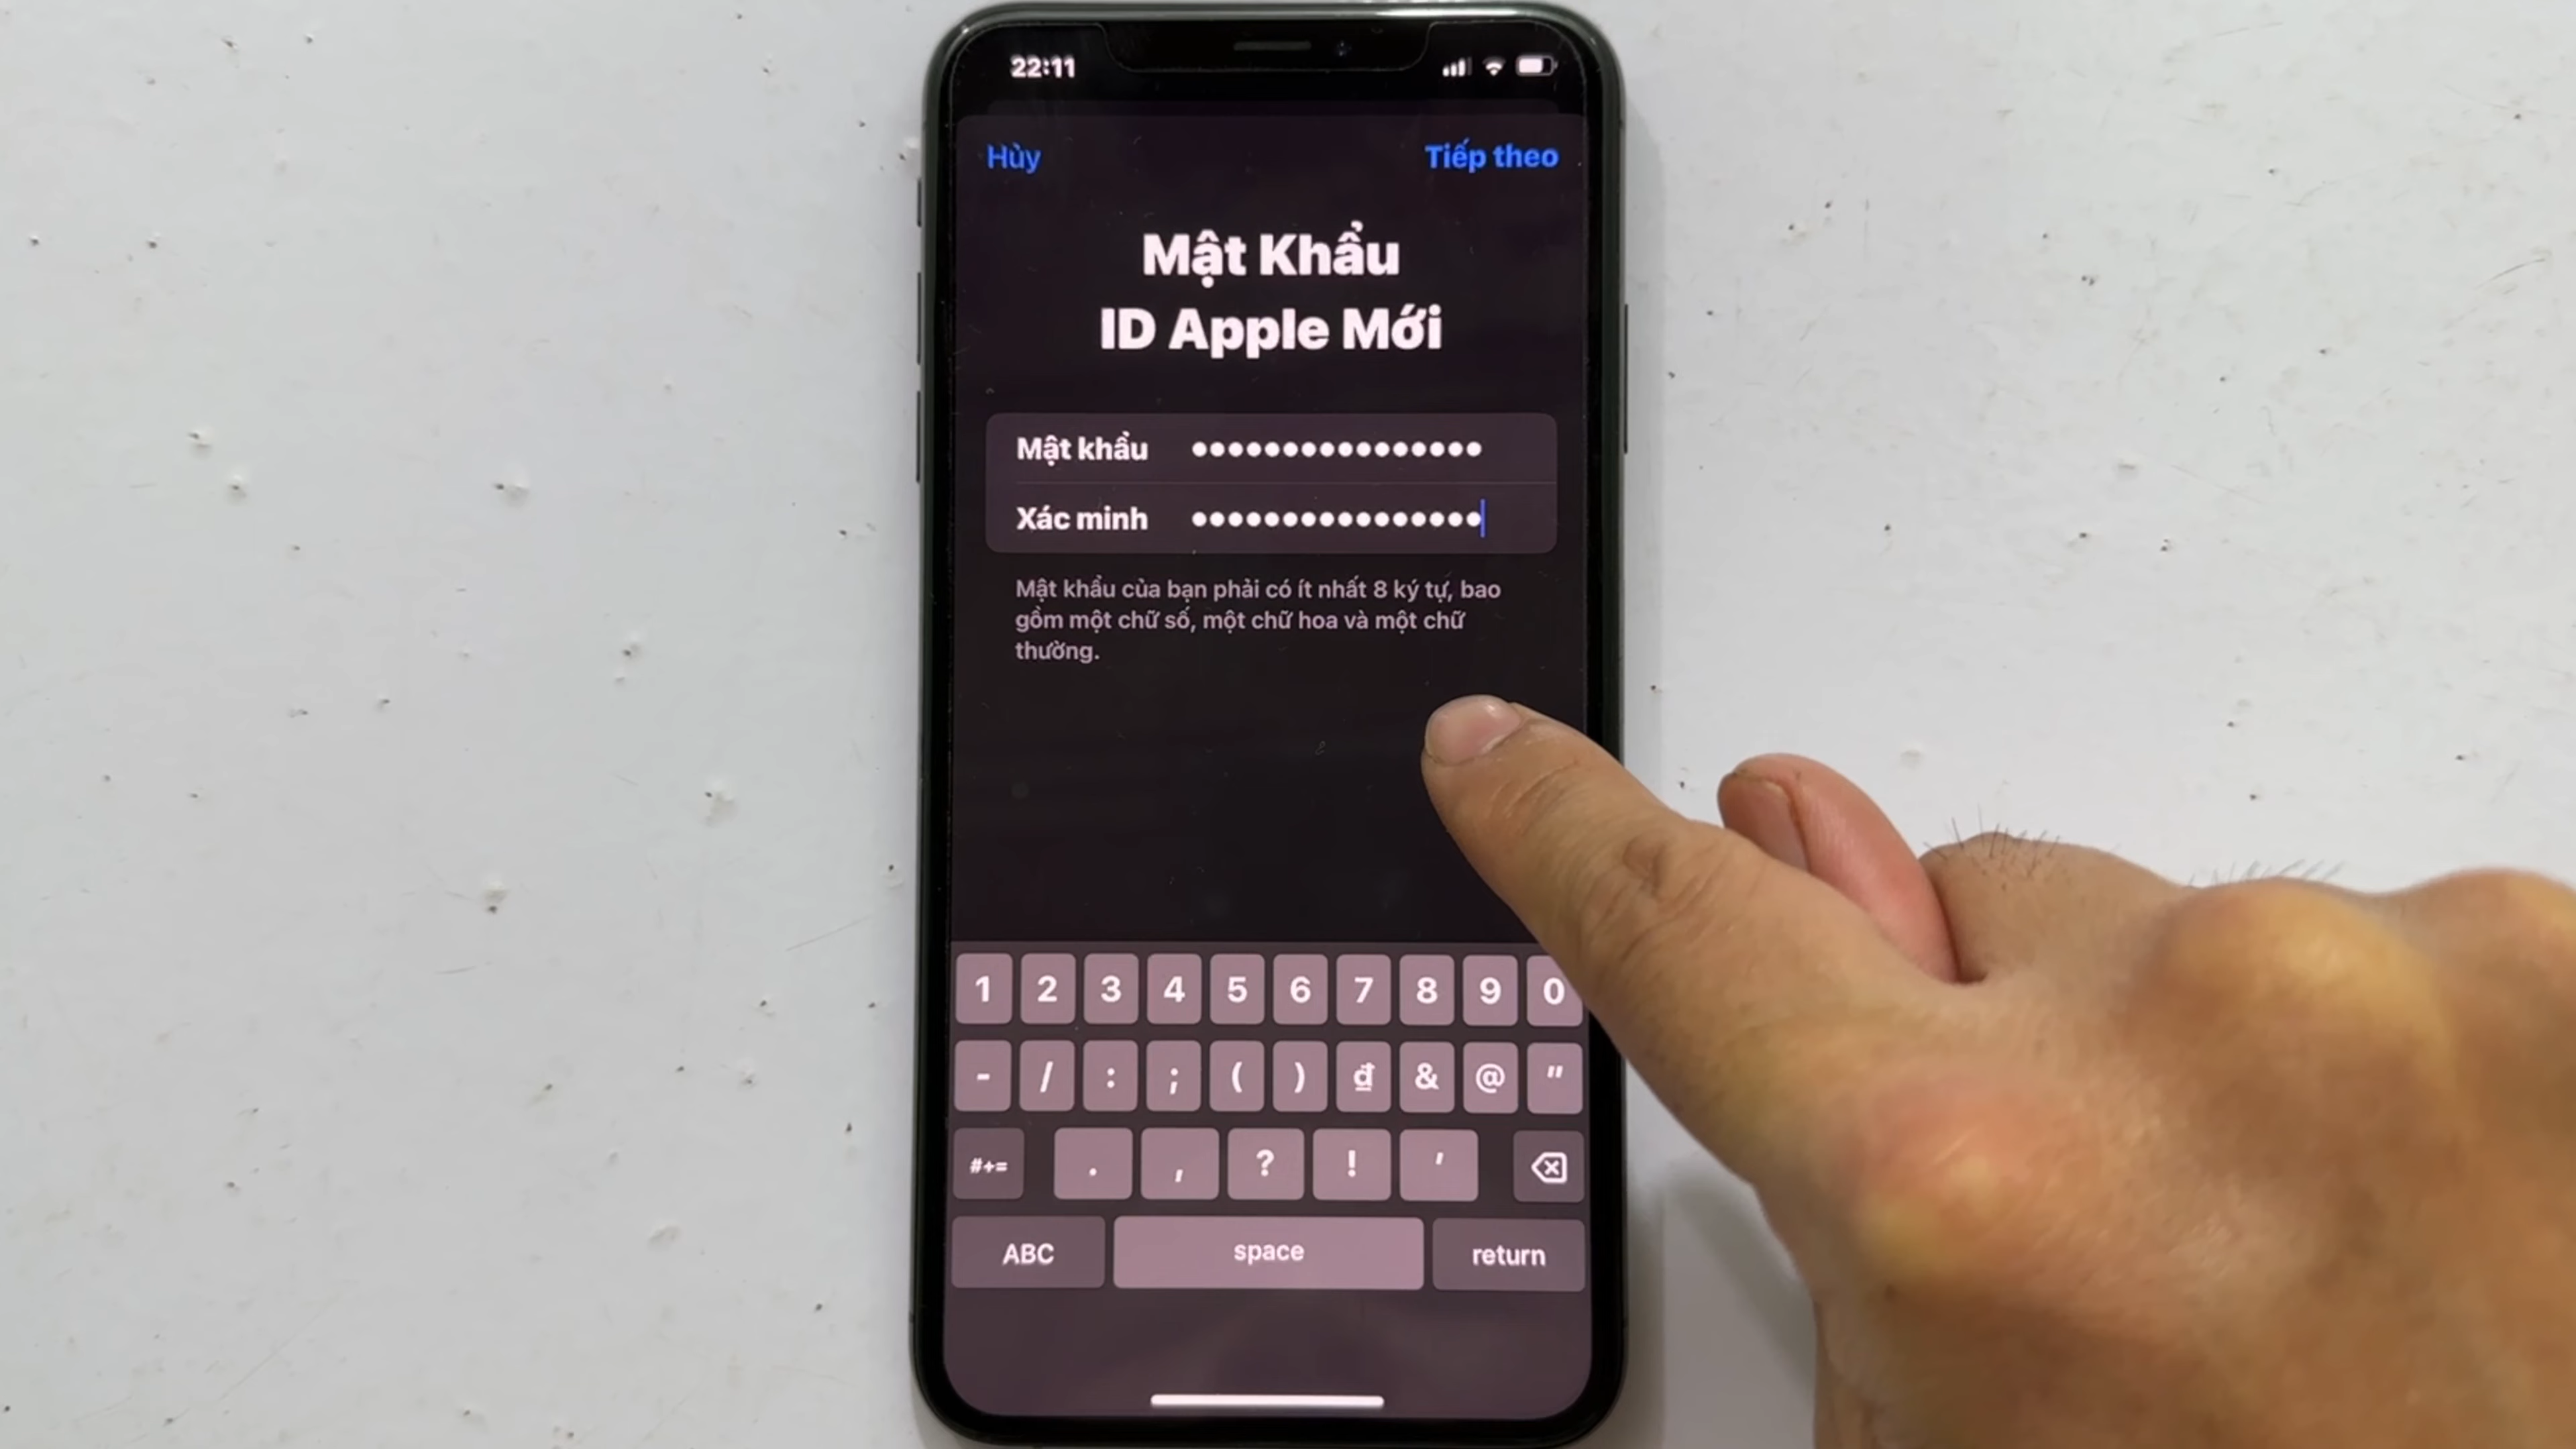 22:11
Hủy
Tiếp theo
Mật Khẩu
ID Apple Mới
Mật khẩu ••••••••••••••••
Xác minh ••••••••••••••••
Mật khẩu của bạn phải có ít nhất 8 ký tự, bao
gồm một chữ số, một chữ hoa và một chữ
thường.
1 2 3 4 5 6 7 8 9 0
- / : ; ( ) ₫ & @ "
#+= . , ? ! '
ABC space return